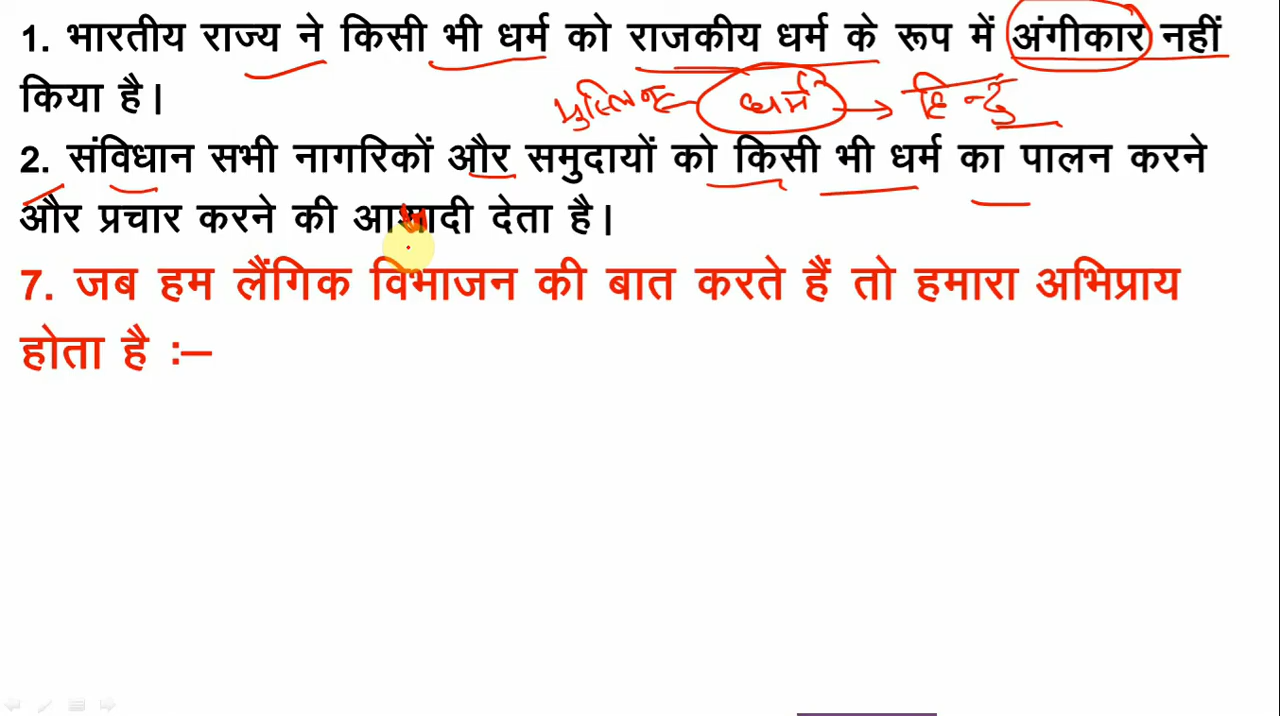 1. भारतीय राज्य ने किसी भी धर्म को राजकीय धर्म के रूप में अंगीकार नहीं
किया है|
धर्म → हिन्दु
2. संविधान सभी नागरिकों और समुदायों को किसी भी धर्म का पालन करने
और प्रचार करने की देता है|
7. जब हम लैंगिक विभाजन की बात करते हैं तो हमारा अभिप्राय
होता है :–